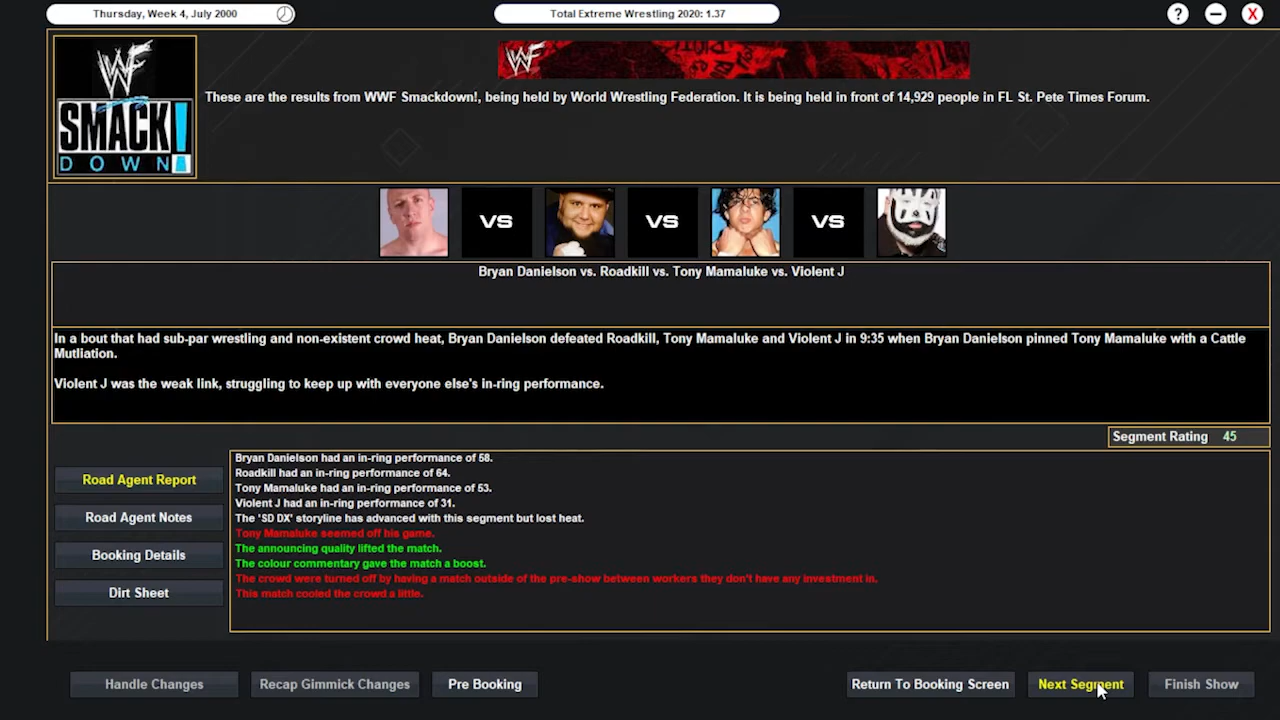 Thursday, Week 4, July 2000
Total Extreme Wrestling 2020: 1.37
? − X
WF
SMACK
DOWN!
WF
These are the results from WWF Smackdown!, being held by World Wrestling Federation. It is being held in front of 14,929 people in FL St. Pete Times Forum.
VS VS VS
Bryan Danielson vs. Roadkill vs. Tony Mamaluke vs. Violent J
In a bout that had sub-par wrestling and non-existent crowd heat, Bryan Danielson defeated Roadkill, Tony Mamaluke and Violent J in 9:35 when Bryan Danielson pinned Tony Mamaluke with a Cattle
Mutliation.
Violent J was the weak link, struggling to keep up with everyone else's in-ring performance.
Segment Rating 45
Road Agent Report
Road Agent Notes
Booking Details
Dirt Sheet
Bryan Danielson had an in-ring performance of 58.
Roadkill had an in-ring performance of 64.
Tony Mamaluke had an in-ring performance of 53.
Violent J had an in-ring performance of 31.
The 'SD DX' storyline has advanced with this segment but lost heat.
Tony Mamaluke seemed off his game.
The announcing quality lifted the match.
The colour commentary gave the match a boost.
The crowd were turned off by having a match outside of the pre-show between workers they don't have any investment in.
This match cooled the crowd a little.
Handle Changes
Recap Gimmick Changes
Pre Booking
Return To Booking Screen
Next Segment
Finish Show